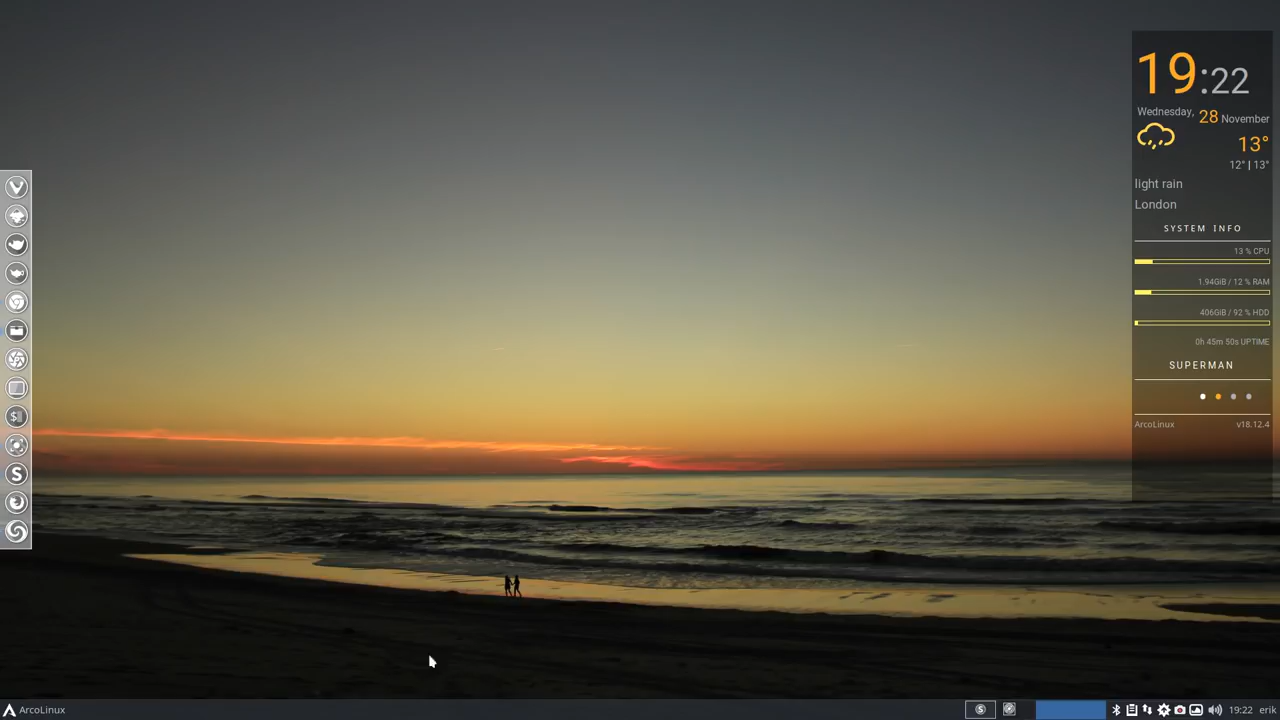 19:22
Wednesday, 28 November
13°
12° | 13°
light rain
London
SYSTEM INFO
13 % CPU
1.94GiB / 12 % RAM
406GiB / 92 % HDD
0h 45m 50s UPTIME
SUPERMAN
ArcoLinux v18.12.4
$
S
ArcoLinux
S
19:22 erik